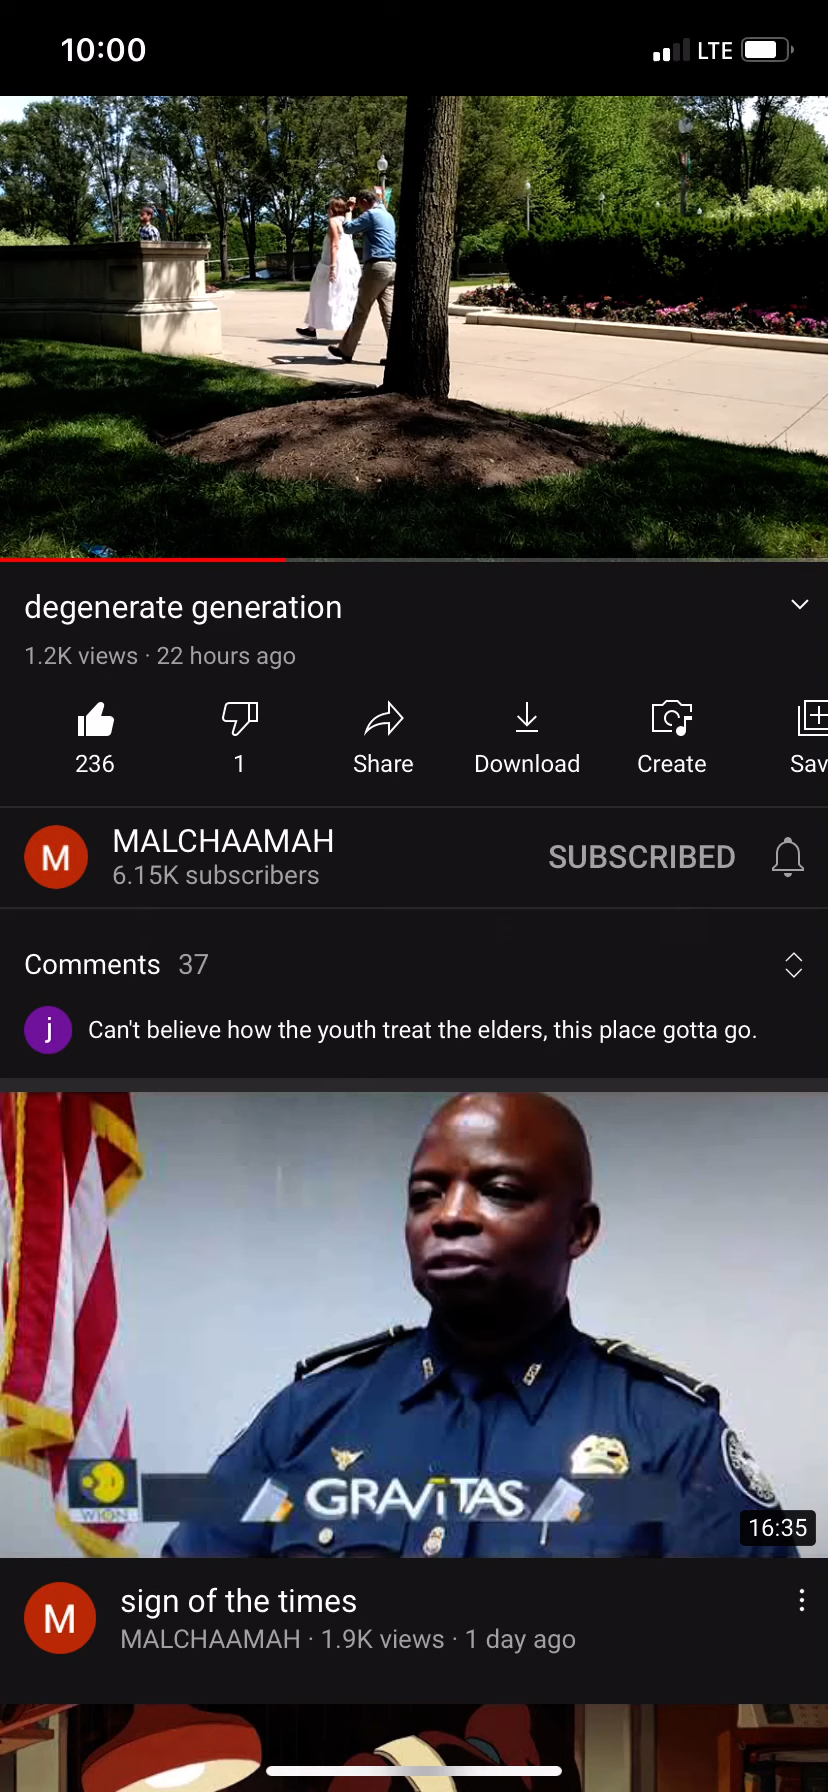 10:00
LTE
degenerate generation
1.2K views · 22 hours ago
236
1
Share
Download
Create
Sav
M
MALCHAAMAH
6.15K subscribers
SUBSCRIBED
Comments 37
j
Can't believe how the youth treat the elders, this place gotta go.
WION
GRAVITAS
16:35
M
sign of the times
MALCHAAMAH · 1.9K views · 1 day ago